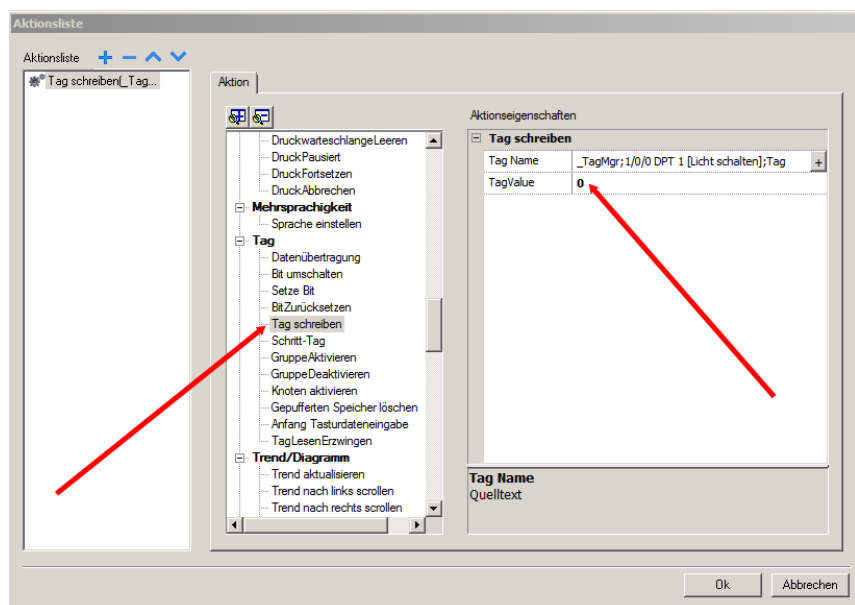 Aktionsliste
Aktionsliste
Tag schreiben(_Tag...
Aktion
DruckwarteschlangeLeeren
DruckPausiert
DruckFortsetzen
DruckAbbrechen
Mehrsprachigkeit
Sprache einstellen
Tag
Datenübertragung
Bit umschalten
Setze Bit
BitZurücksetzen
Tag schreiben
Schritt-Tag
GruppeAktivieren
GruppeDeaktivieren
Knoten aktivieren
Gepufferten Speicher löschen
Anfang Tasturdateneingabe
TagLesenErzwingen
Trend/Diagramm
Trend aktualisieren
Trend nach links scrollen
Trend nach rechts scrollen
Aktionseigenschaften
Tag schreiben
Tag Name _TagMgr;1/0/0 DPT 1 [Licht schalten];Tag +
TagValue 0
Tag Name
Quelltext
Ok Abbrechen